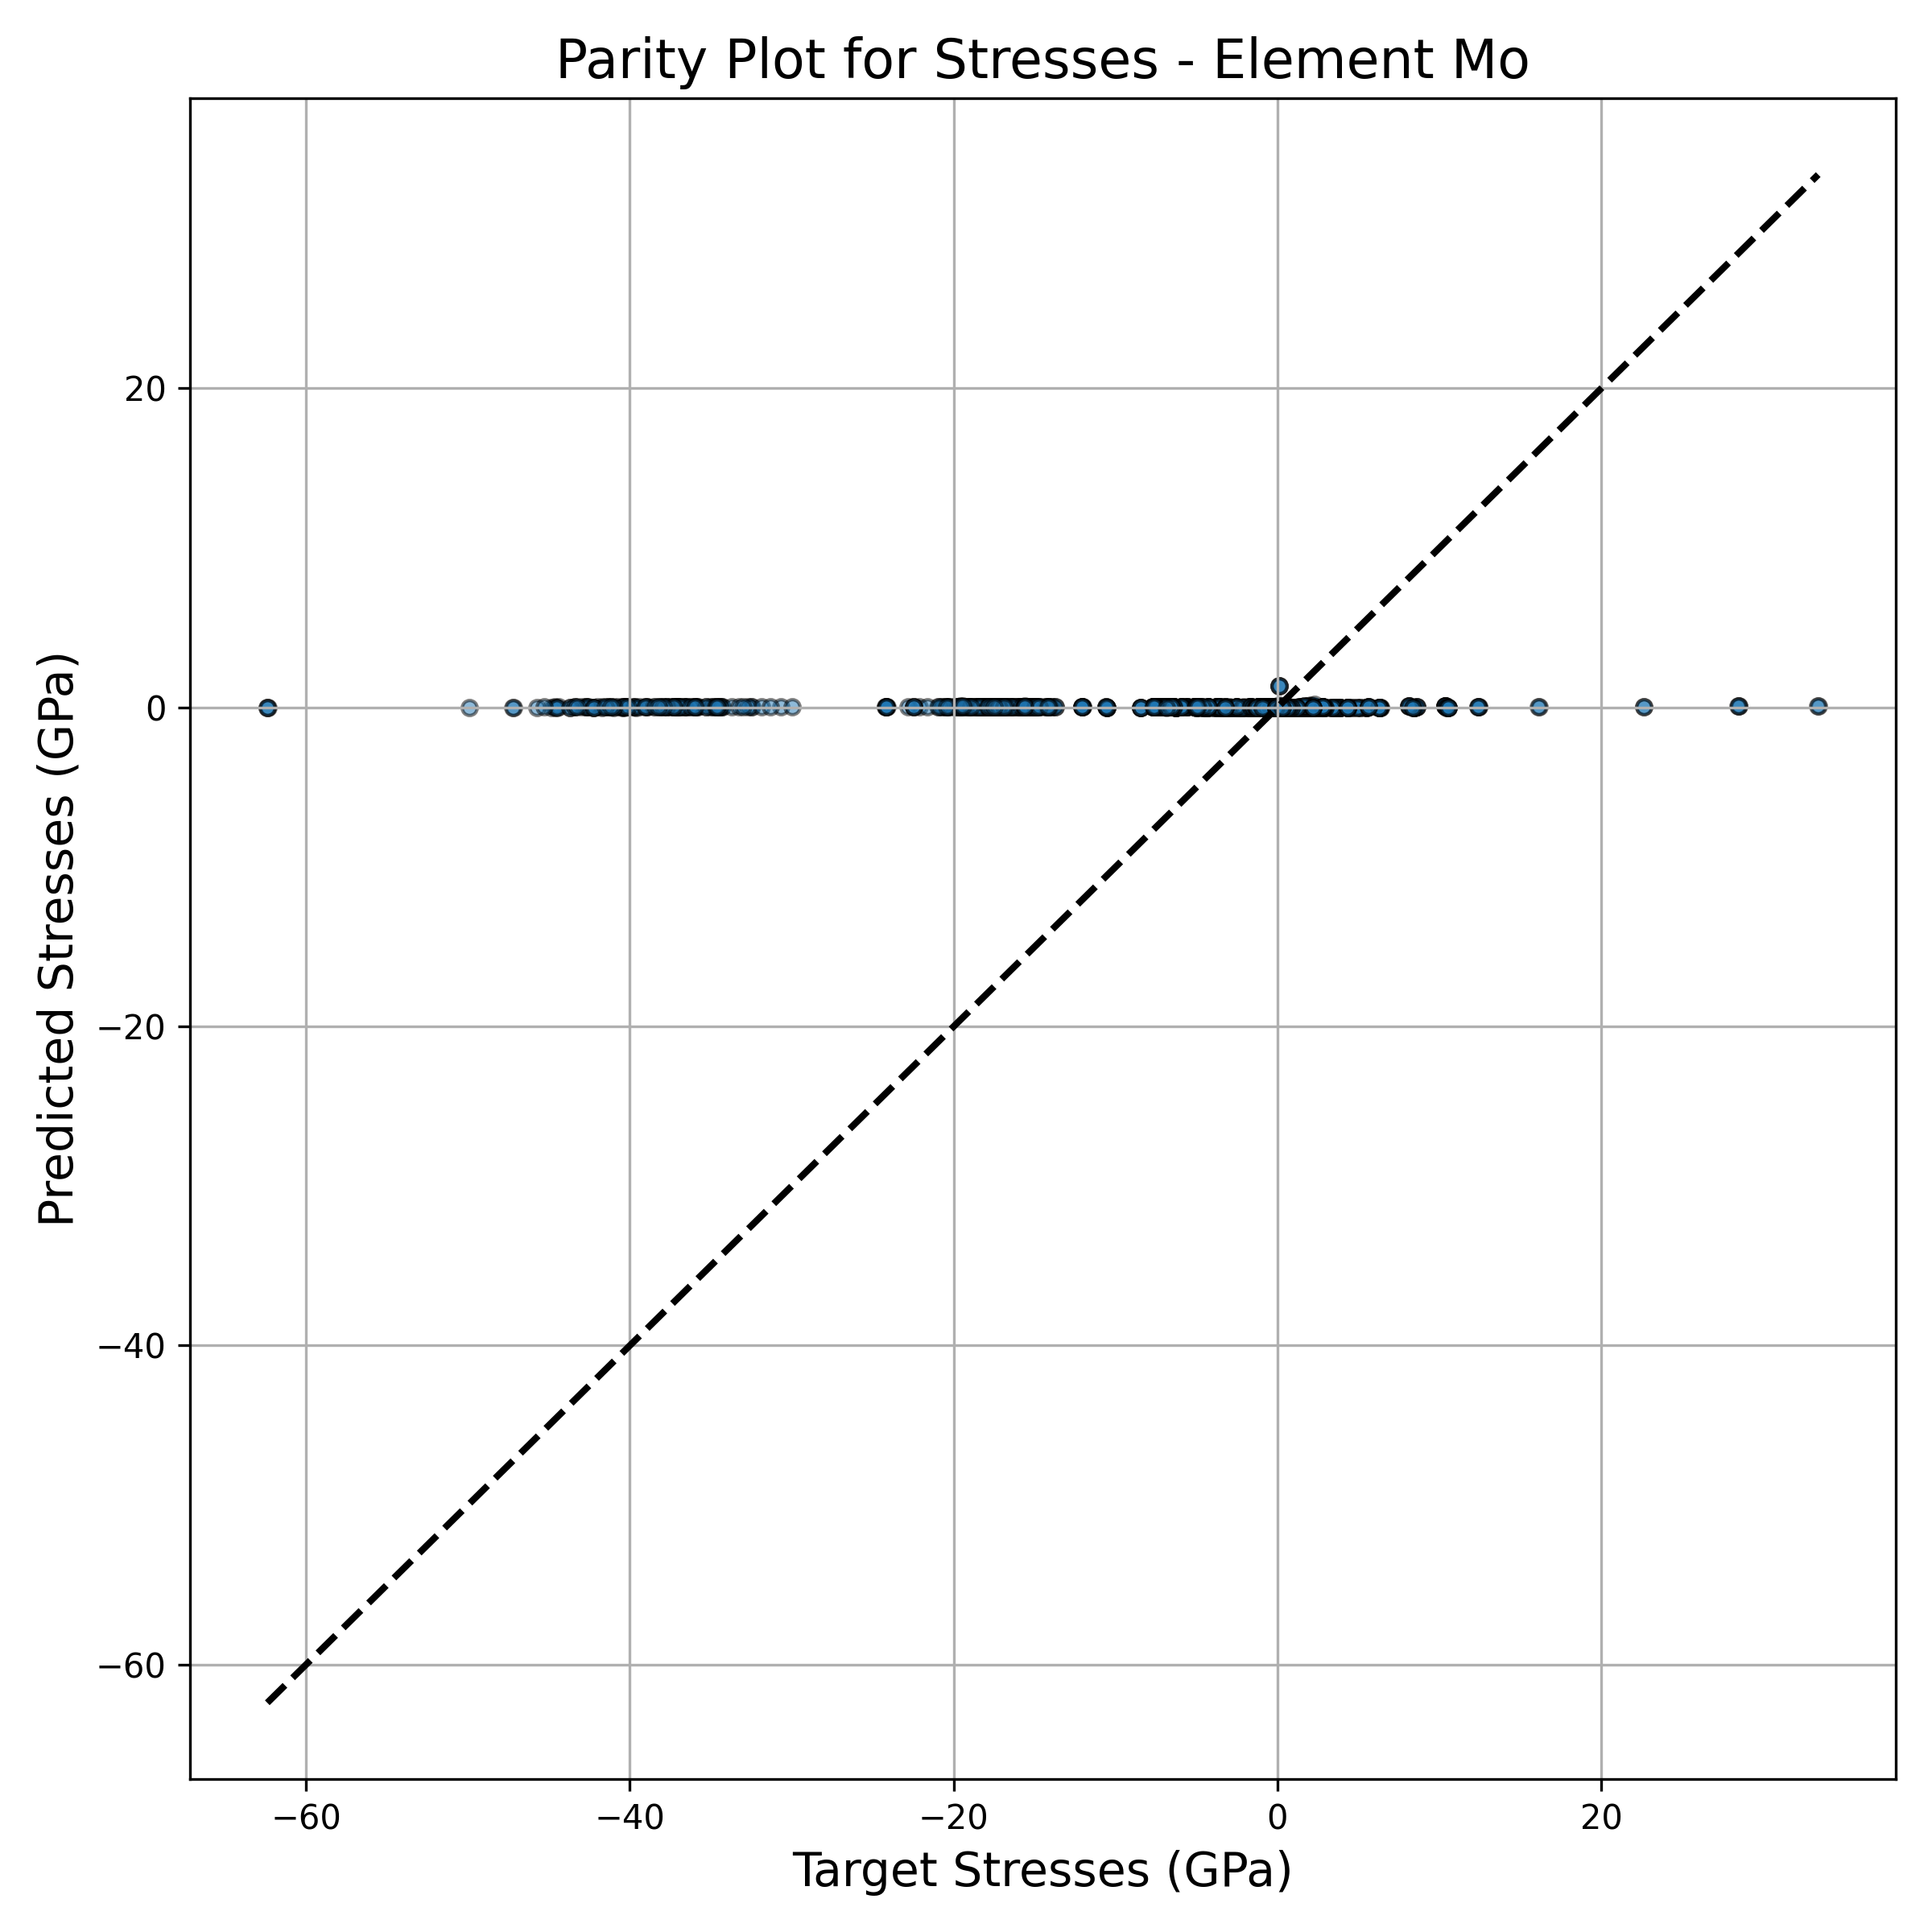 Parity Plot for Stresses - Element Mo
Predicted Stresses (GPa)
20
0
−20
−40
−60
−60 −40 −20 0 20
Target Stresses (GPa)